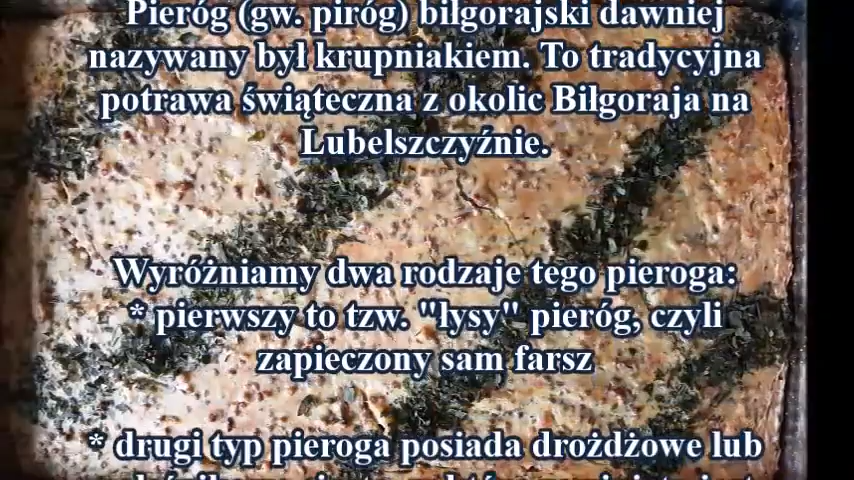 Pieróg (gw. piróg) biłgorajski dawniej
nazywany był krupniakiem. To tradycyjna
potrawa świąteczna z okolic Biłgoraja na
Lubelszczyźnie.
Wyróżniamy dwa rodzaje tego pieroga:
* pierwszy to tzw. "łysy" pieróg, czyli
zapieczony sam farsz
* drugi typ pieroga posiada drożdżowe lub